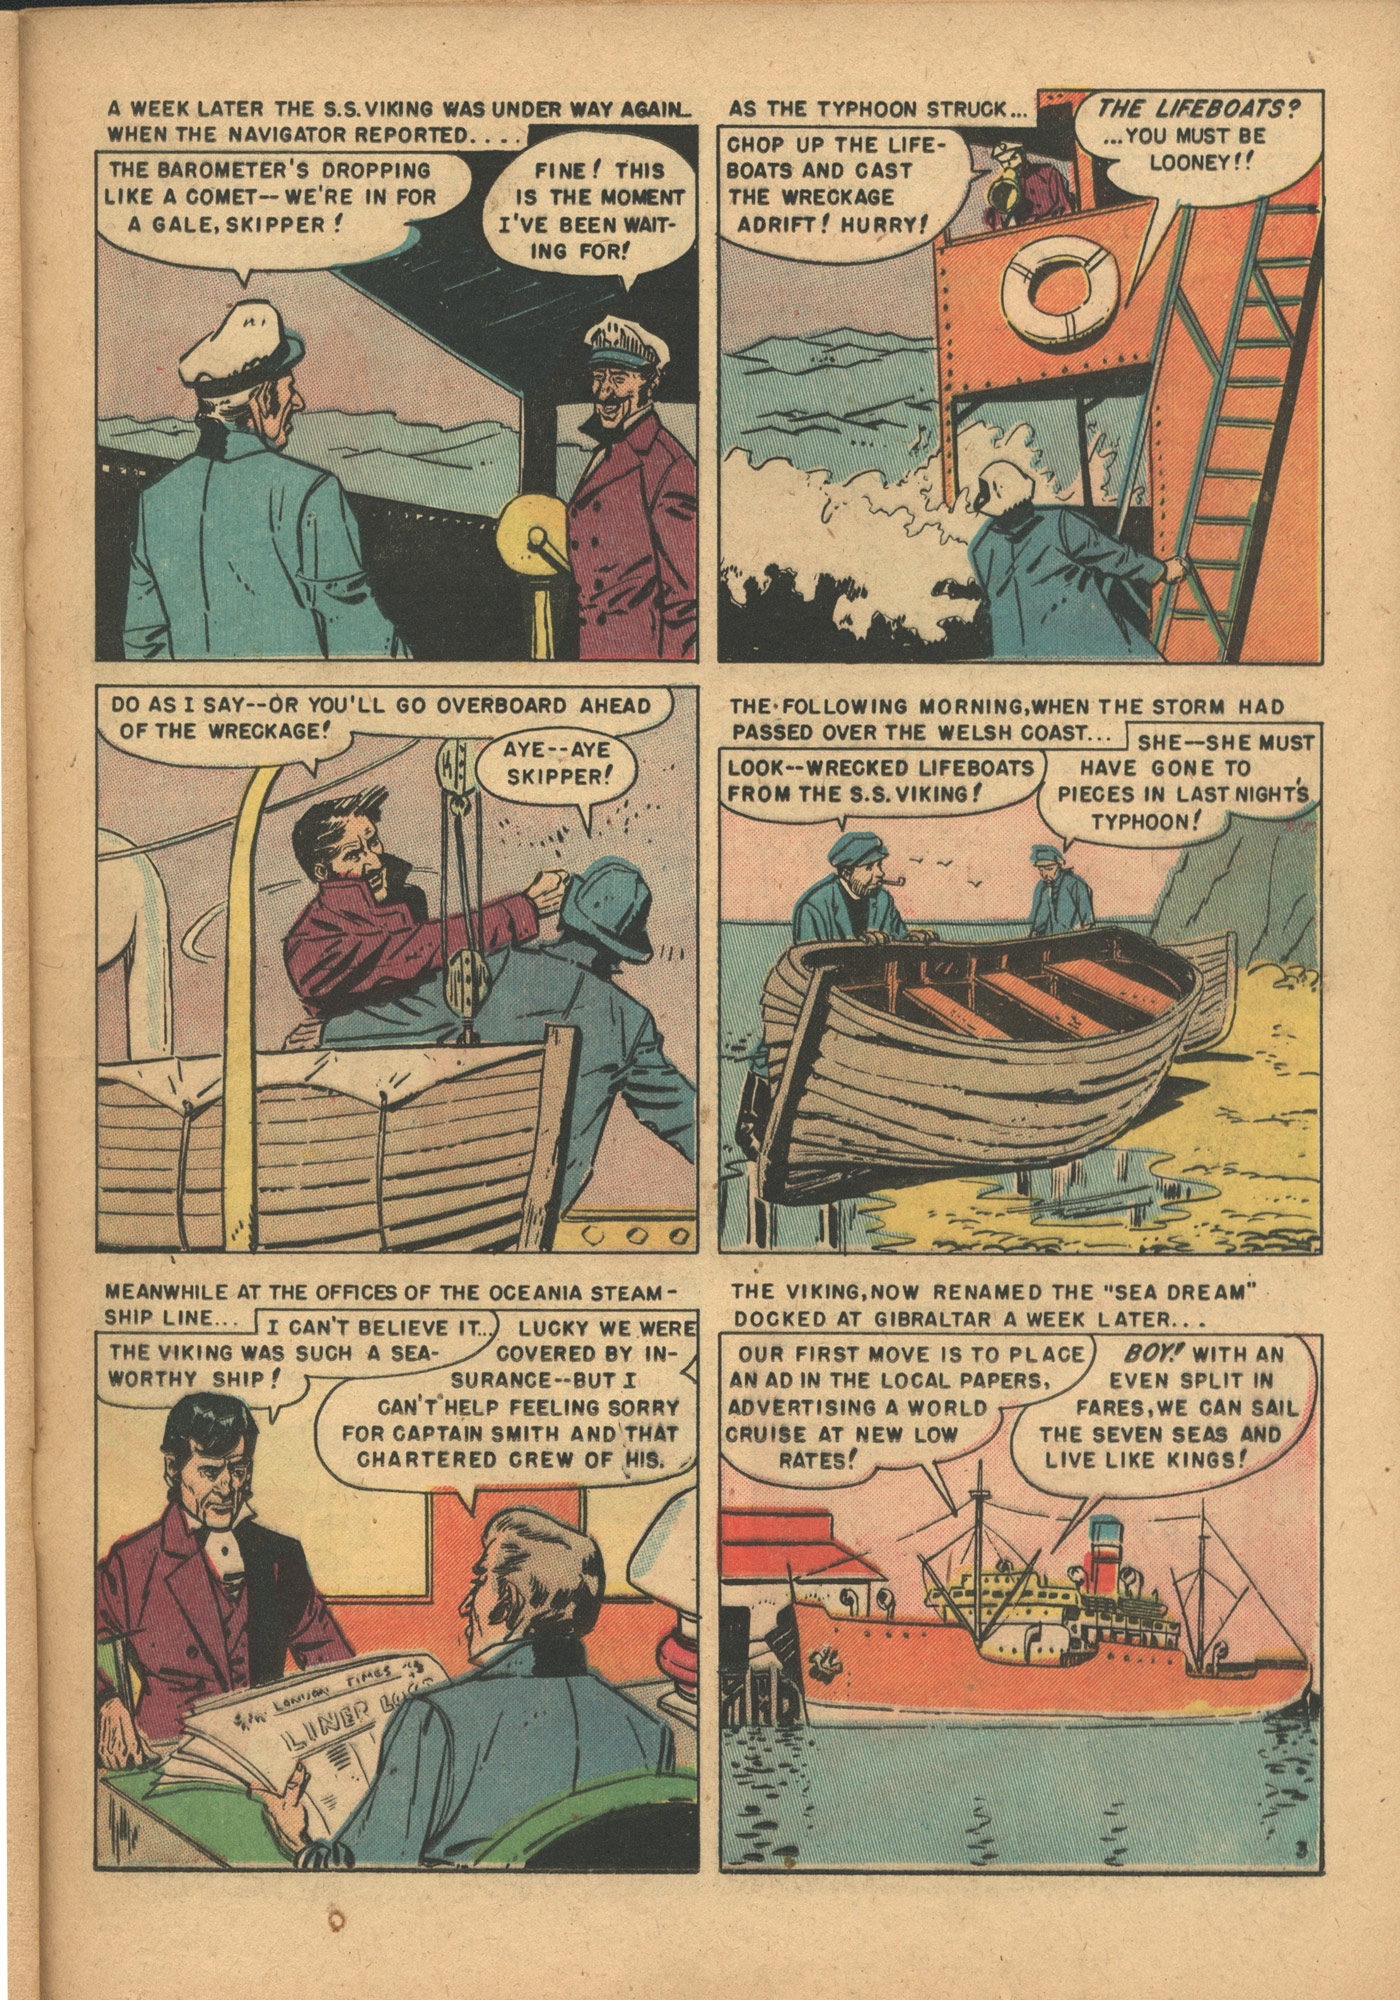 A WEEK LATER THE S.S. VIKING WAS UNDER WAY AGAIN..
WHEN THE NAVIGATOR REPORTED....
THE BAROMETER'S DROPPING
LIKE A COMET--WE'RE IN FOR
A GALE, SKIPPER!
FINE! THIS
IS THE MOMENT
I'VE BEEN WAIT-
ING FOR!
AS THE TYPHOON STRUCK...
CHOP UP THE LIFE-
BOATS AND CAST
THE WRECKAGE
ADRIFT! HURRY!
THE LIFEBOATS?
...YOU MUST BE
LOONEY!!
DO AS I SAY--OR YOU'LL GO OVERBOARD AHEAD
OF THE WRECKAGE!
AYE--AYE
SKIPPER!
THE FOLLOWING MORNING, WHEN THE STORM HAD
PASSED OVER THE WELSH COAST...
LOOK--WRECKED LIFEBOATS
FROM THE S.S. VIKING!
SHE--SHE MUST
HAVE GONE TO
PIECES IN LAST NIGHT'S
TYPHOON!
MEANWHILE AT THE OFFICES OF THE OCEANIA STEAM-
SHIP LINE...
I CAN'T BELIEVE IT...
THE VIKING WAS SUCH A SEA-
WORTHY SHIP!
LUCKY WE WERE
COVERED BY IN-
SURANCE--BUT I
CAN'T HELP FEELING SORRY
FOR CAPTAIN SMITH AND THAT
CHARTERED CREW OF HIS.
LONDON TIMES
LINER LOST
THE VIKING, NOW RENAMED THE "SEA DREAM"
DOCKED AT GIBRALTAR A WEEK LATER...
OUR FIRST MOVE IS TO PLACE
AN AD IN THE LOCAL PAPERS,
ADVERTISING A WORLD
CRUISE AT NEW LOW
RATES!
BOY! WITH AN
EVEN SPLIT IN
FARES, WE CAN SAIL
THE SEVEN SEAS AND
LIVE LIKE KINGS!
3